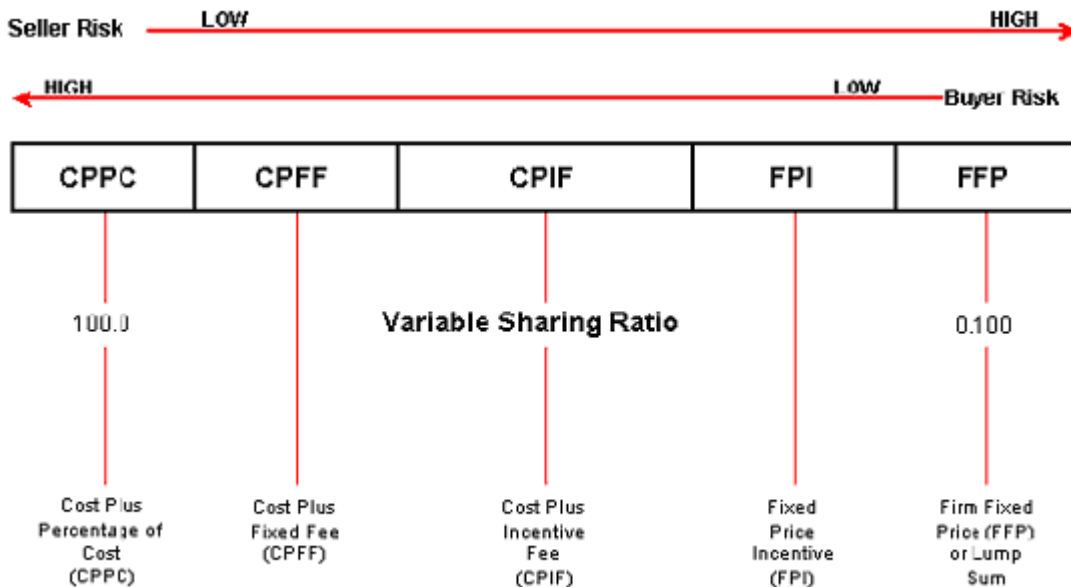 Seller Risk LOW HIGH
HIGH LOW Buyer Risk
CPPC CPFF CPIF FPI FFP
100.0 Variable Sharing Ratio 0.100
Cost Plus
Percentage of
Cost
(CPPC)
Cost Plus
Fixed Fee
(CPFF)
Cost Plus
Incentive
Fee
(CPIF)
Fixed
Price
Incentive
(FPI)
Firm Fixed
Price (FFP)
or Lump
Sum